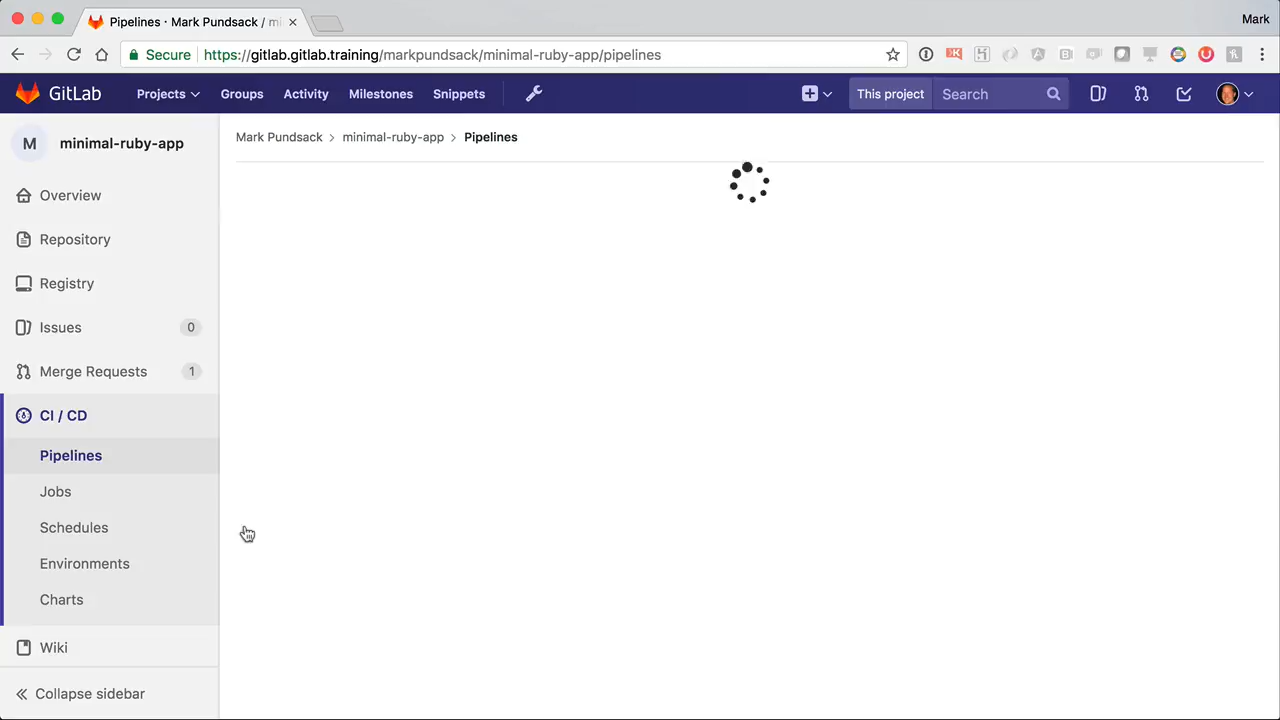 Pipelines · Mark Pundsack / mi
Mark
Secure https://gitlab.gitlab.training/markpundsack/minimal-ruby-app/pipelines
GitLab Projects Groups Activity Milestones Snippets This project Search
M minimal-ruby-app
Mark Pundsack > minimal-ruby-app > Pipelines
Overview
Repository
Registry
Issues 0
Merge Requests 1
CI / CD
Pipelines
Jobs
Schedules
Environments
Charts
Wiki
Collapse sidebar